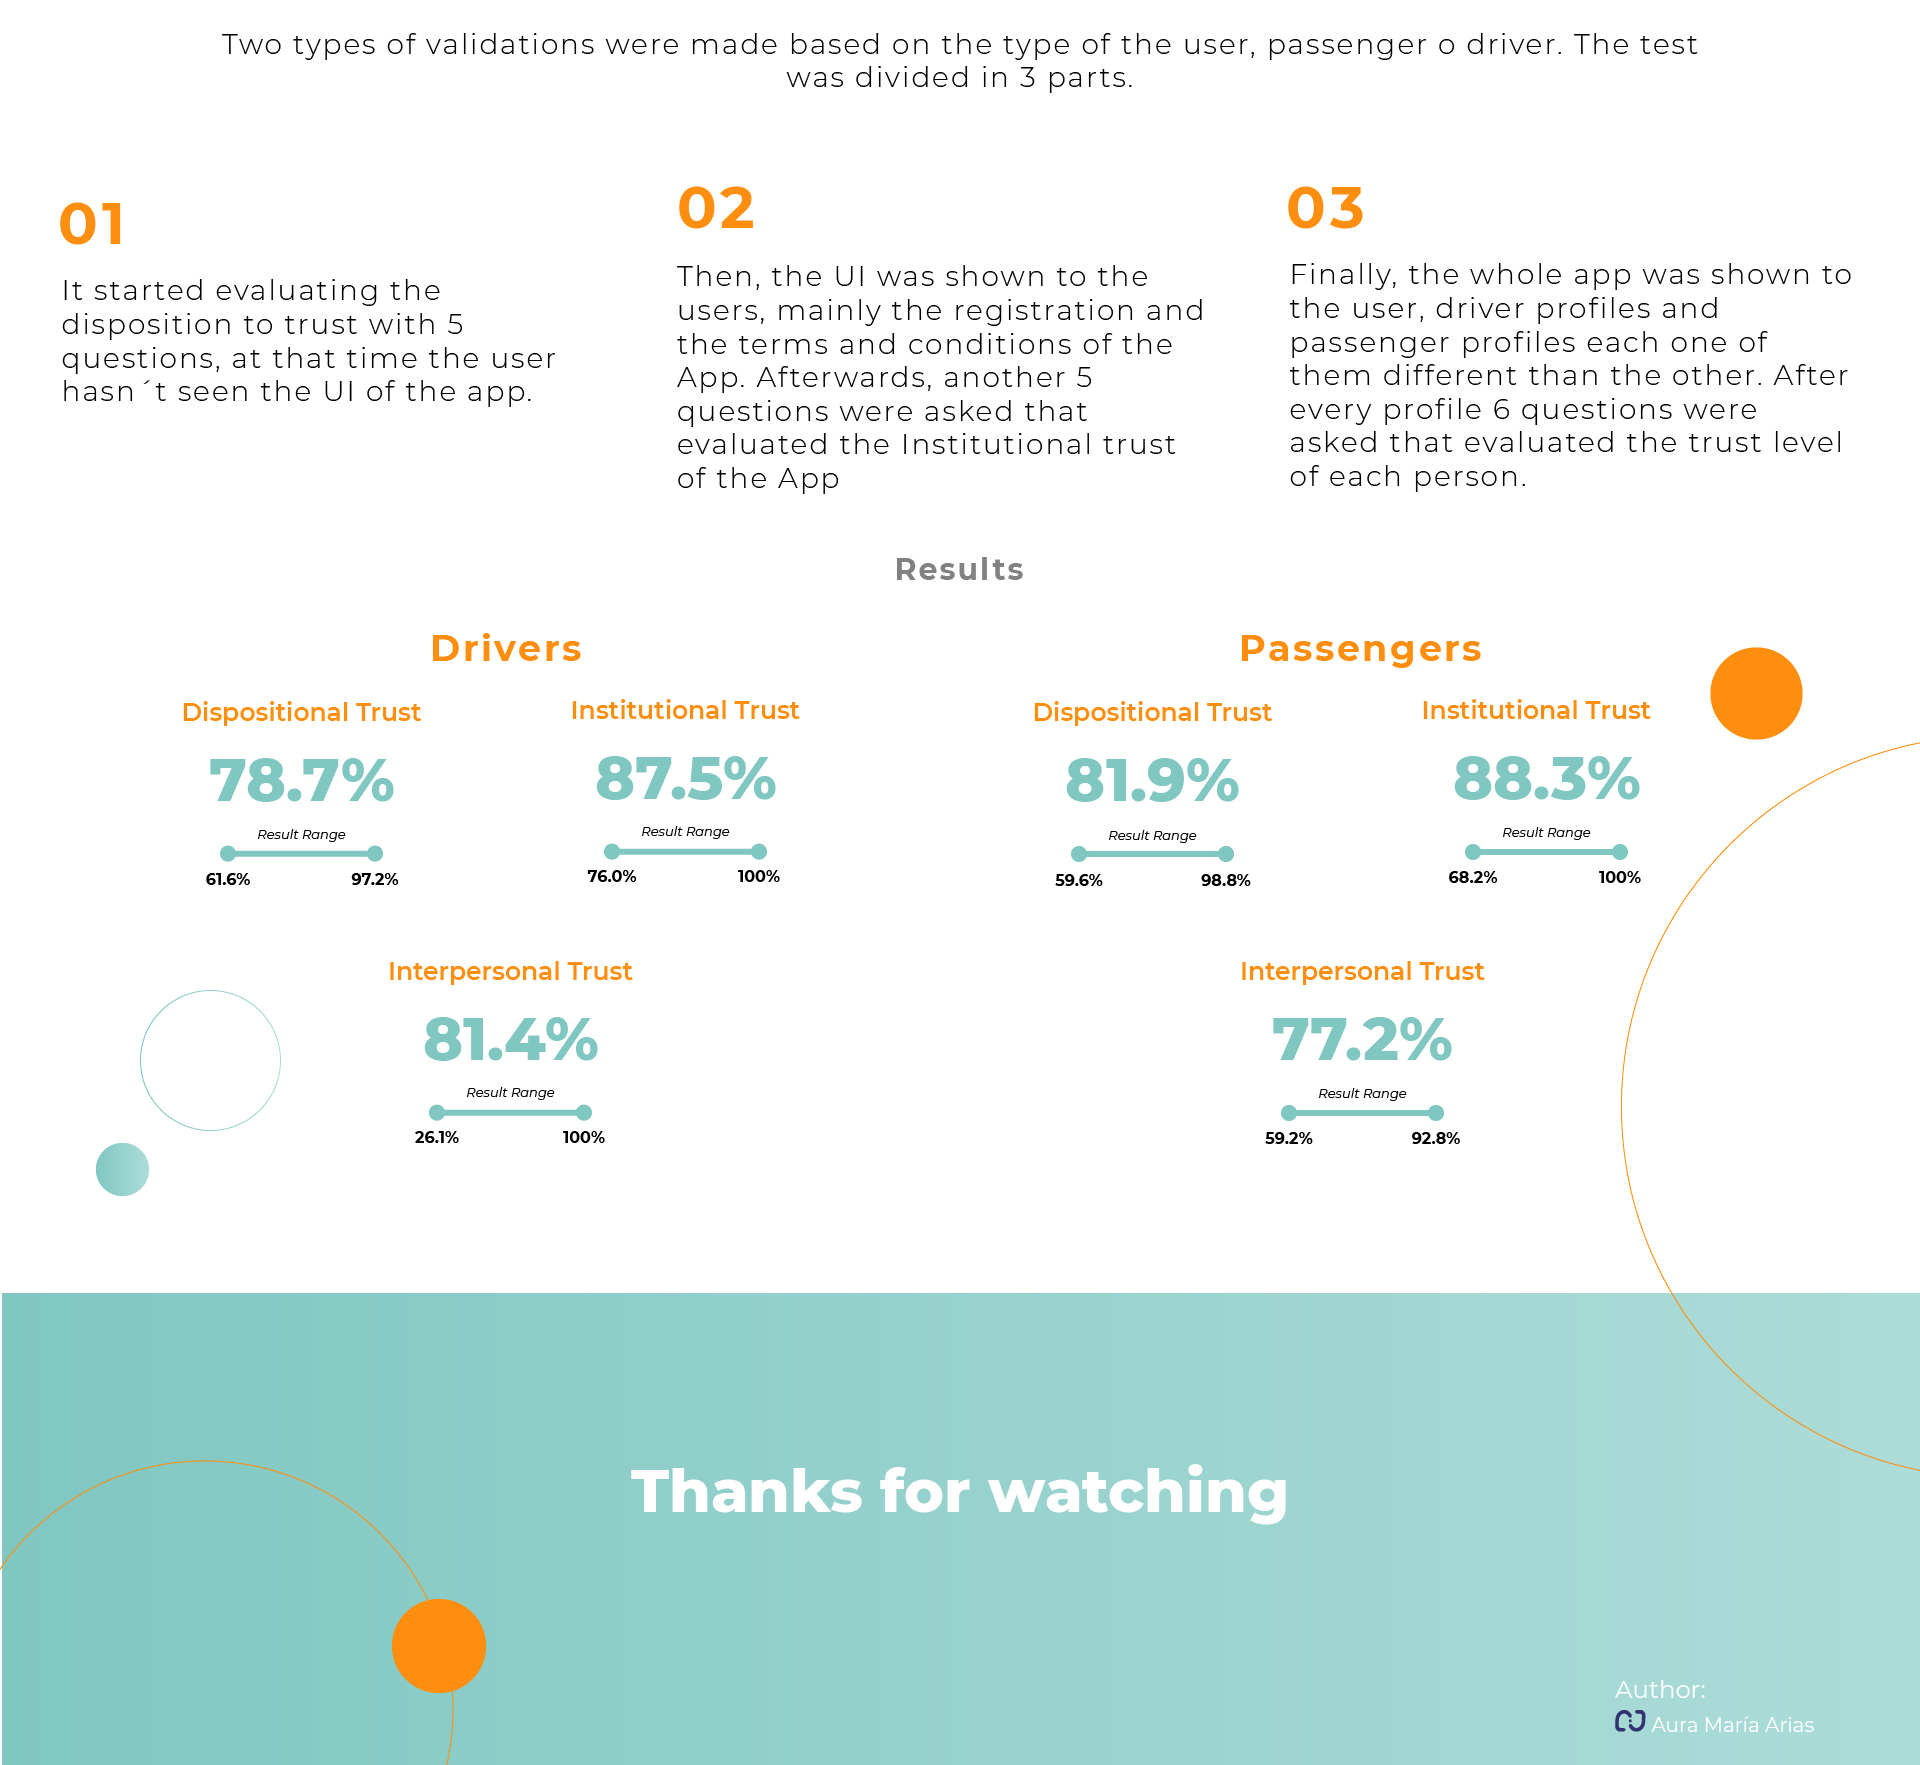 Two types of validations were made based on the type of the user, passenger o driver. The test
was divided in 3 parts.
01
It started evaluating the
disposition to trust with 5
questions, at that time the user
hasn´t seen the UI of the app.
02
Then, the UI was shown to the
users, mainly the registration and
the terms and conditions of the
App. Afterwards, another 5
questions were asked that
evaluated the Institutional trust
of the App
03
Finally, the whole app was shown to
the user, driver profiles and
passenger profiles each one of
them different than the other. After
every profile 6 questions were
asked that evaluated the trust level
of each person.
Results
Drivers
Dispositional Trust
78.7%
Result Range
61.6% 97.2%
Institutional Trust
87.5%
Result Range
76.0% 100%
Interpersonal Trust
81.4%
Result Range
26.1% 100%
Passengers
Dispositional Trust
81.9%
Result Range
59.6% 98.8%
Institutional Trust
88.3%
Result Range
68.2% 100%
Interpersonal Trust
77.2%
Result Range
59.2% 92.8%
Thanks for watching
Author:
Aura María Arias